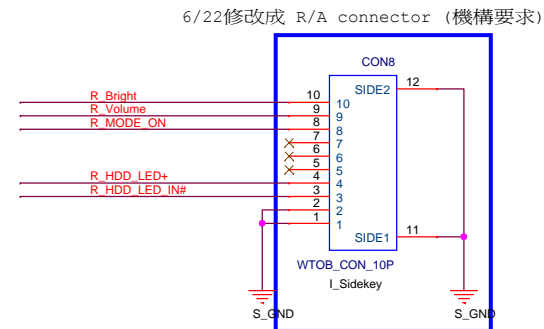 6/22修改成 R/A connector (機構要求)
CON8
SIDE2 12
R_Bright 10 10
R_Volume 9 9
R_MODE_ON 8 8
7 7
6 6
5 5
R_HDD_LED+ 4 4
R_HDD_LED_IN# 3 3
2 2
1 1
SIDE1 11
WTOB_CON_10P
I_Sidekey
S_GND S_GND